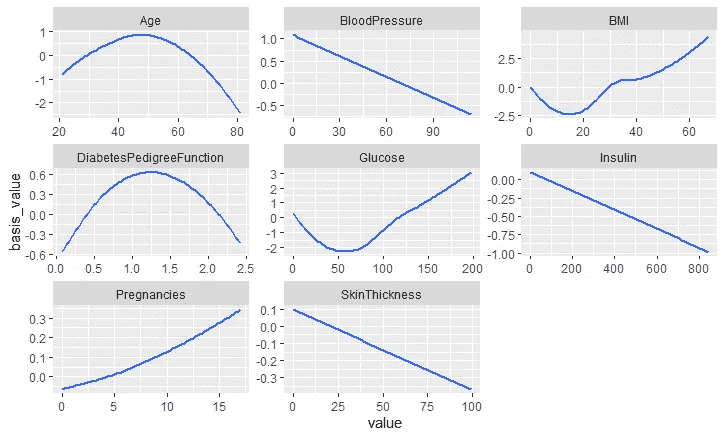 Age BloodPressure BMI
1 0 -1 -2
1.0 0.5 0.0 -0.5
2.5 0.0 -2.5
20 40 60 80 0 30 60 90 0 20 40 60
DiabetesPedigreeFunction Glucose Insulin
basis_value
0.6 0.3 0.0 -0.3 -0.6
3 2 1 0 -1 -2
0.00 -0.25 -0.50 -0.75 -1.00
0.0 0.5 1.0 1.5 2.0 2.5 0 50 100 150 200 0 200 400 600 800
Pregnancies SkinThickness
0.3 0.2 0.1 0.0
0.1 0.0 -0.1 -0.2 -0.3
0 5 10 15 0 25 50 75 100
value